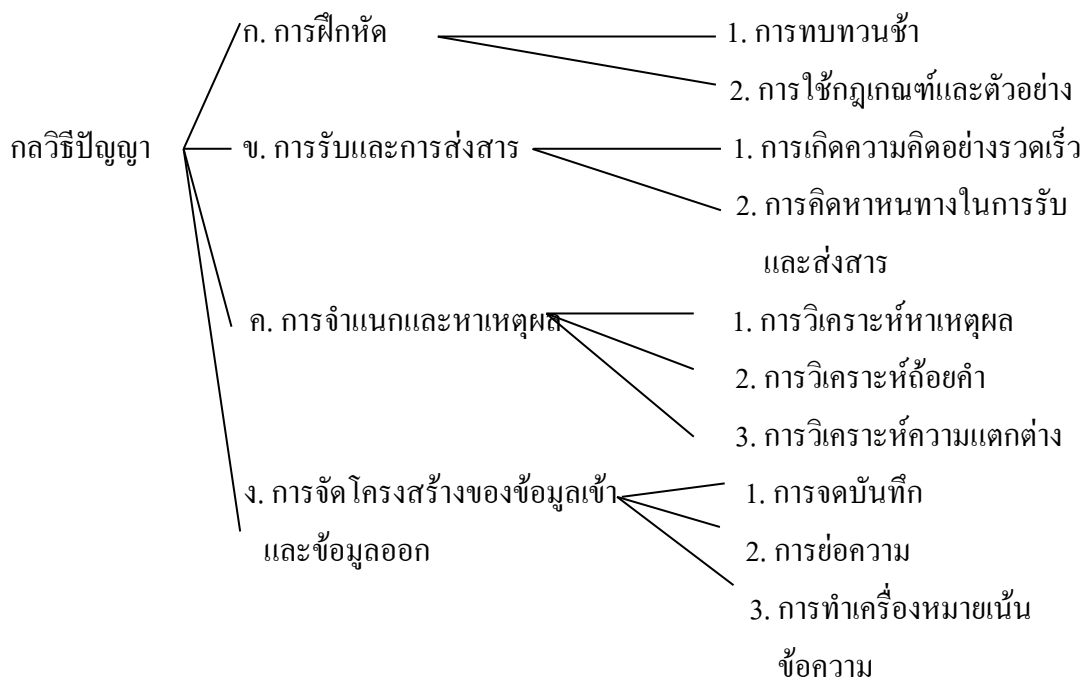 ก. การฝึกหัด
1. การทบทวนช้า
2. การใช้กฎเกณฑ์และตัวอย่าง
กลวิธีปัญญา
ข. การรับและการส่งสาร
1. การเกิดความคิดอย่างรวดเร็ว
2. การคิดหาหนทางในการรับ
และส่งสาร
ค. การจำแนกและหาเหตุผล
1. การวิเคราะห์หาเหตุผล
2. การวิเคราะห์ถ้อยคำ
3. การวิเคราะห์ความแตกต่าง
ง. การจัดโครงสร้างของข้อมูลเข้า
และข้อมูลออก
1. การจดบันทึก
2. การย่อความ
3. การทำเครื่องหมายเน้น
ข้อความ